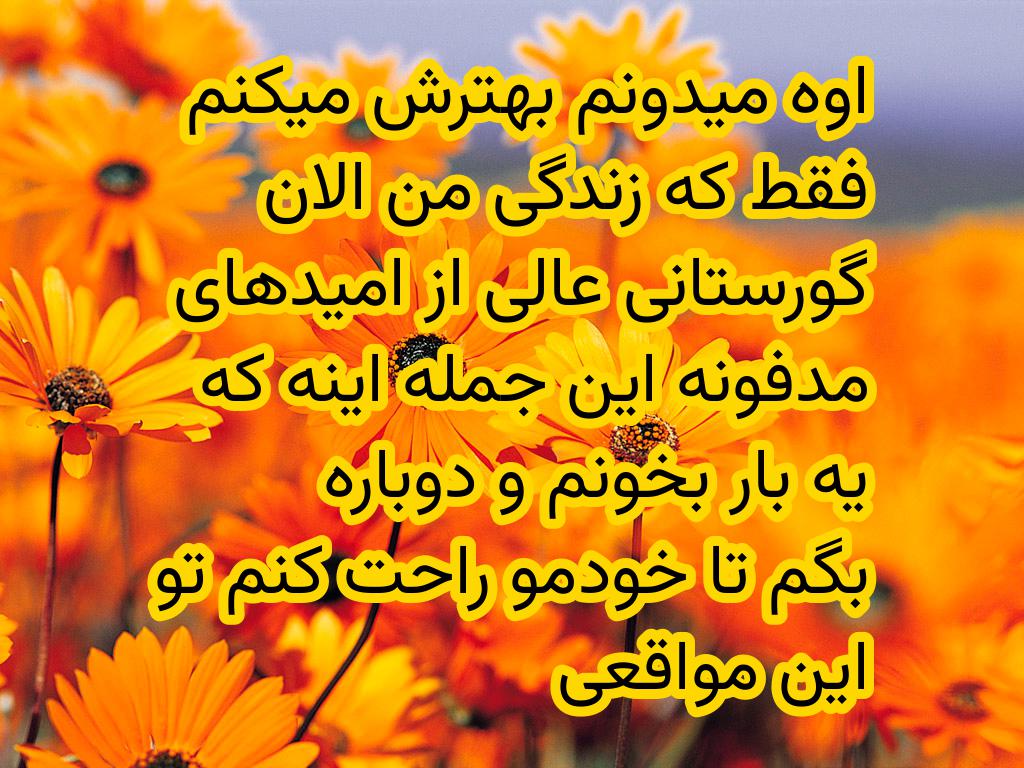 اوه میدونم بهترش میکنم
فقط که زندگی من الان
گورستانی عالی از امیدهای
مدفونه این جمله اینه که
یه بار بخونم و دوباره
بگم تا خودمو راحت کنم تو
این مواقعی